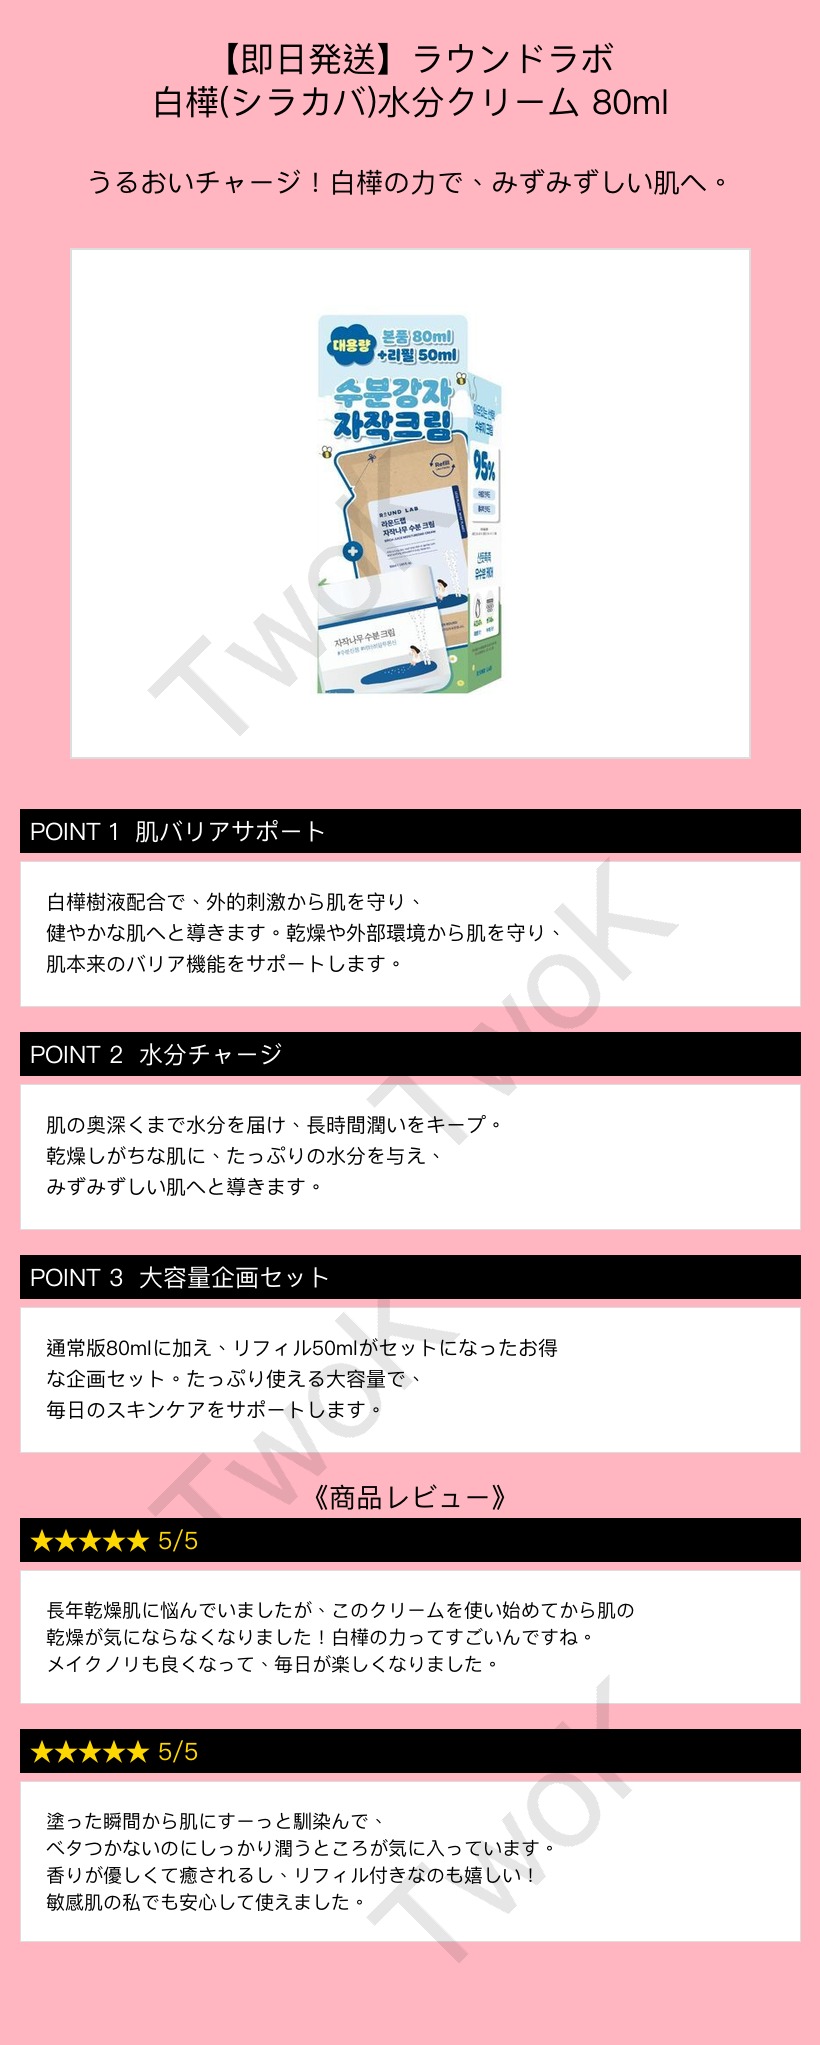 【即日発送】ラウンドラボ
白樺(シラカバ)水分クリーム 80ml
うるおいチャージ！白樺の力で、みずみずしい肌へ。
대용량
본품 80ml
+리필 50ml
수분강자
자작크림
Refill
95%
ROUND LAB
라운드랩
자작나무 수분 크림
자작나무 수분 크림
TwoK
POINT 1 肌バリアサポート
白樺樹液配合で、外的刺激から肌を守り、
健やかな肌へと導きます。乾燥や外部環境から肌を守り、
肌本来のバリア機能をサポートします。
TwoK
POINT 2 水分チャージ
肌の奥深くまで水分を届け、長時間潤いをキープ。
乾燥しがちな肌に、たっぷりの水分を与え、
みずみずしい肌へと導きます。
POINT 3 大容量企画セット
通常版80mlに加え、リフィル50mlがセットになったお得
な企画セット。たっぷり使える大容量で、
毎日のスキンケアをサポートします。
TwoK
《商品レビュー》
★★★★★ 5/5
長年乾燥肌に悩んでいましたが、このクリームを使い始めてから肌の
乾燥が気にならなくなりました！白樺の力ってすごいんですね。
メイクノリも良くなって、毎日が楽しくなりました。
★★★★★ 5/5
塗った瞬間から肌にすーっと馴染んで、
ベタつかないのにしっかり潤うところが気に入っています。
香りが優しくて癒されるし、リフィル付きなのも嬉しい！
敏感肌の私でも安心して使えました。
TwoK